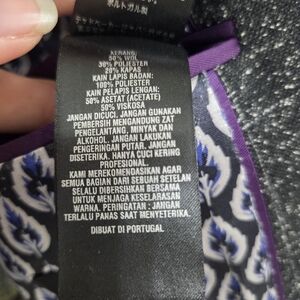 ポルトガル製
KERANG:
50% WOL
30% POLIESTER
20% KAPAS
KAIN LAPIS BADAN:
100% POLIESTER
KAIN PELAPIS LENGAN:
50% ASETAT (ACETATE)
50% VISKOSA
JANGAN DICUCI. JANGAN GUNAKAN
PEMBERSIH MENGANDUNG ZAT
PENGELANTANG, MINYAK DAN
ALKOHOL. JANGAN LAKUKAN
PENGERINGAN PUTAR. JANGAN
DISETERIKA. HANYA CUCI KERING
PROFESIONAL.
KAMI MEREKOMENDASIKAN AGAR
SEMUA BAGIAN DARI SEBUAH SETELAN
SELALU DIBERSIHKAN BERSAMA
UNTUK MENJAGA KESELARASAN
WARNA. PERINGATAN : JANGAN
TERLALU PANAS SAAT MENYETERIKA.
DIBUAT DI PORTUGAL